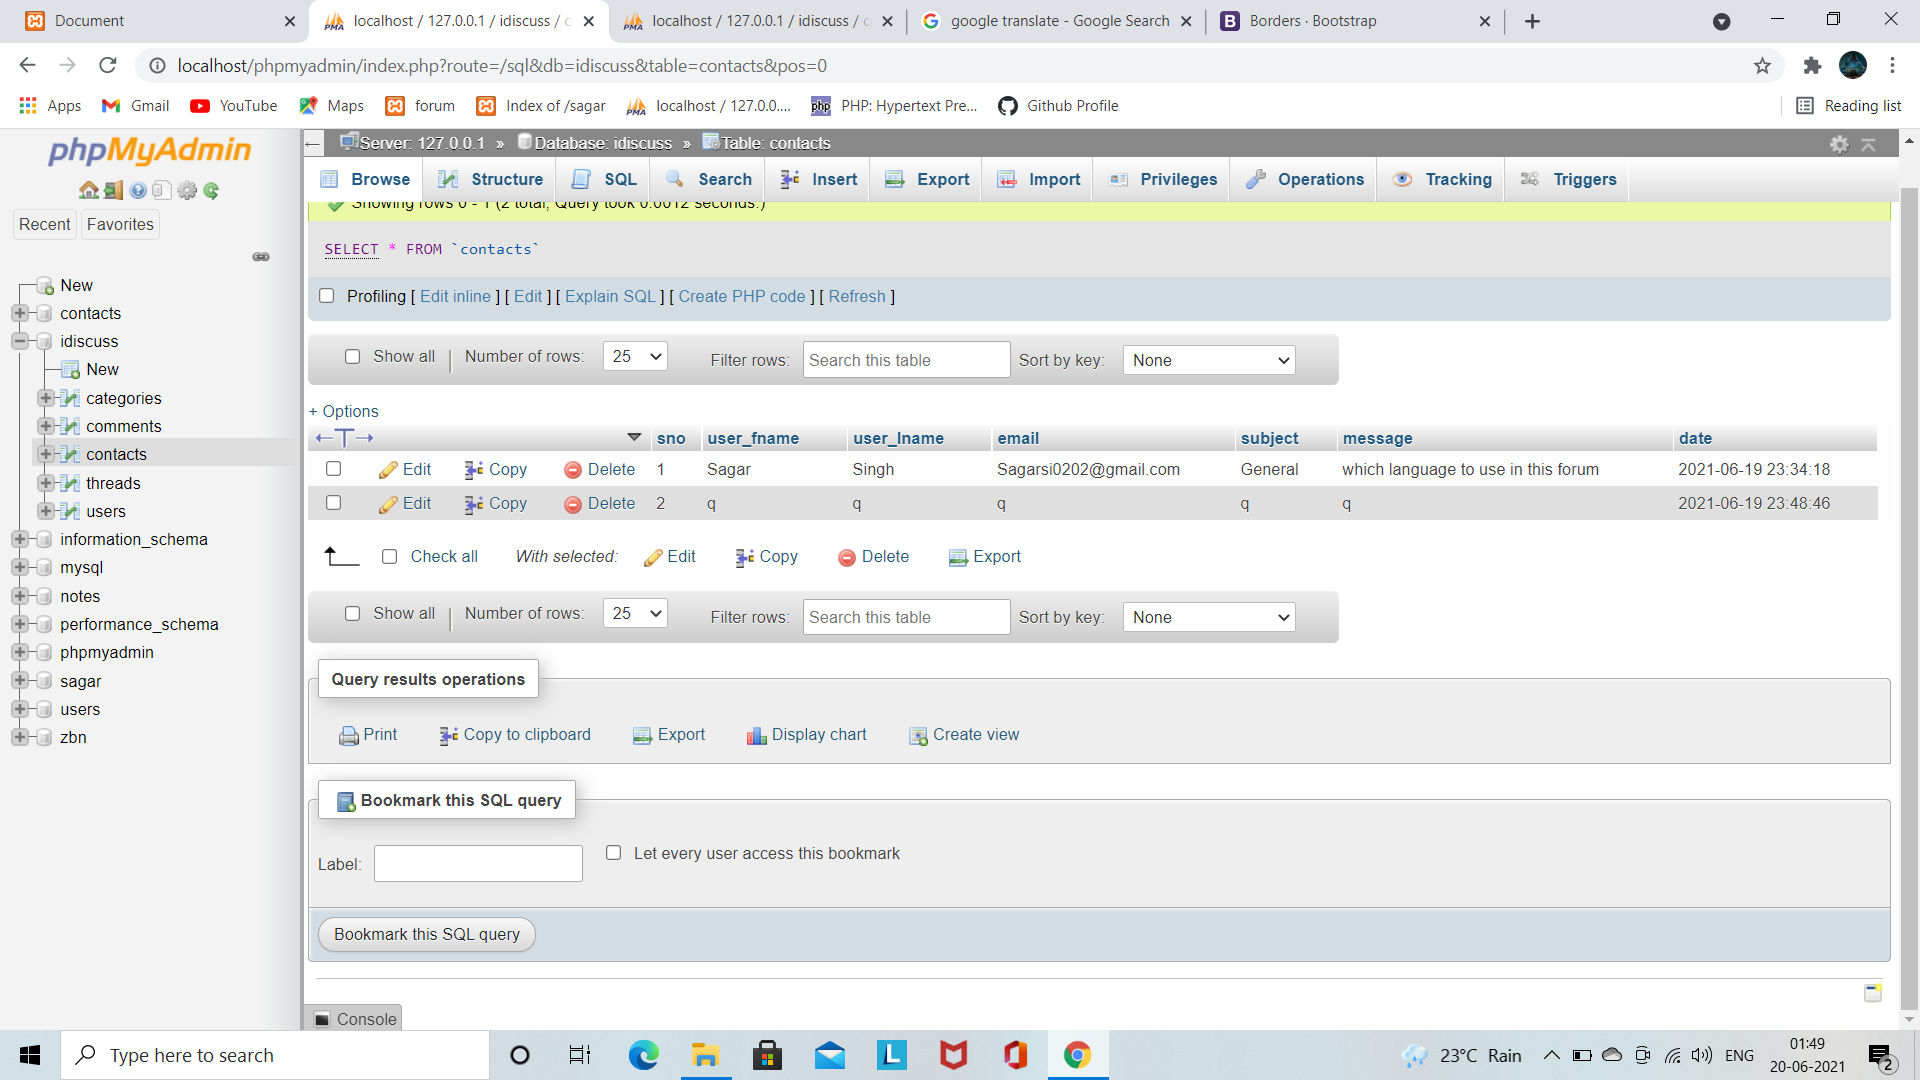 Document
localhost / 127.0.0.1 / idiscuss / c
localhost / 127.0.0.1 / idiscuss / c
google translate - Google Search
Borders · Bootstrap
localhost/phpmyadmin/index.php?route=/sql&db=idiscuss&table=contacts&pos=0
Apps Gmail YouTube Maps forum Index of /sagar localhost / 127.0.0.... PHP: Hypertext Pre... Github Profile Reading list
phpMyAdmin
Recent Favorites
New
contacts
idiscuss
New
categories
comments
contacts
threads
users
information_schema
mysql
notes
performance_schema
phpmyadmin
sagar
users
zbn
Server: 127.0.0.1 » Database: idiscuss » Table: contacts
Browse Structure SQL Search Insert Export Import Privileges Operations Tracking Triggers
Showing rows 0 - 1 (2 total, Query took 0.0012 seconds.)
SELECT * FROM `contacts`
Profiling [ Edit inline ] [ Edit ] [ Explain SQL ] [ Create PHP code ] [ Refresh ]
Show all Number of rows: 25 Filter rows: Search this table Sort by key: None
+ Options
sno user_fname user_lname email subject message date
Edit Copy Delete 1 Sagar Singh Sagarsi0202@gmail.com General which language to use in this forum 2021-06-19 23:34:18
Edit Copy Delete 2 q q q q q 2021-06-19 23:48:46
Check all With selected: Edit Copy Delete Export
Show all Number of rows: 25 Filter rows: Search this table Sort by key: None
Query results operations
Print Copy to clipboard Export Display chart Create view
Bookmark this SQL query
Label: Let every user access this bookmark
Bookmark this SQL query
Console
Type here to search
23°C Rain
ENG
01:49
20-06-2021
2